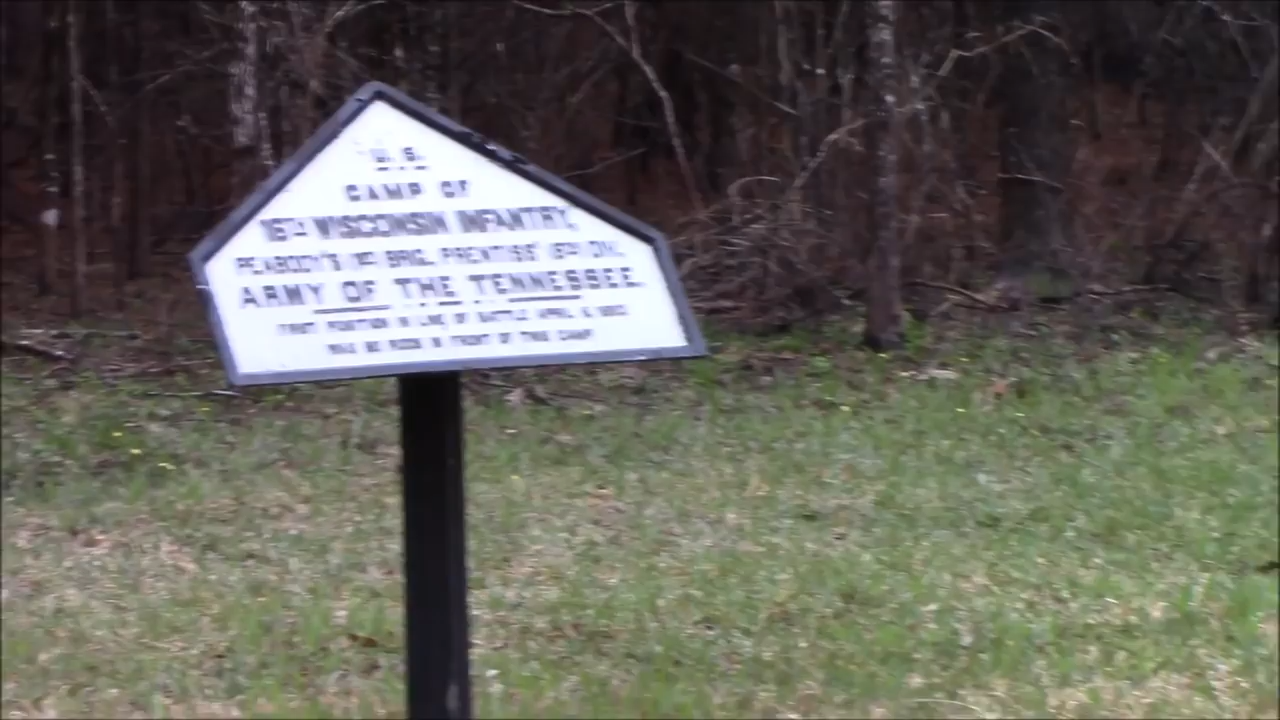 U. S.
CAMP OF
16TH WISCONSIN INFANTRY,
PEABODY'S 1ST BRIG. PRENTISS' 6TH DIV.
ARMY OF THE TENNESSEE.
FIRST POSITION IN LINE OF BATTLE APRIL 6, 1862
WAS 80 RODS IN FRONT OF THIS CAMP